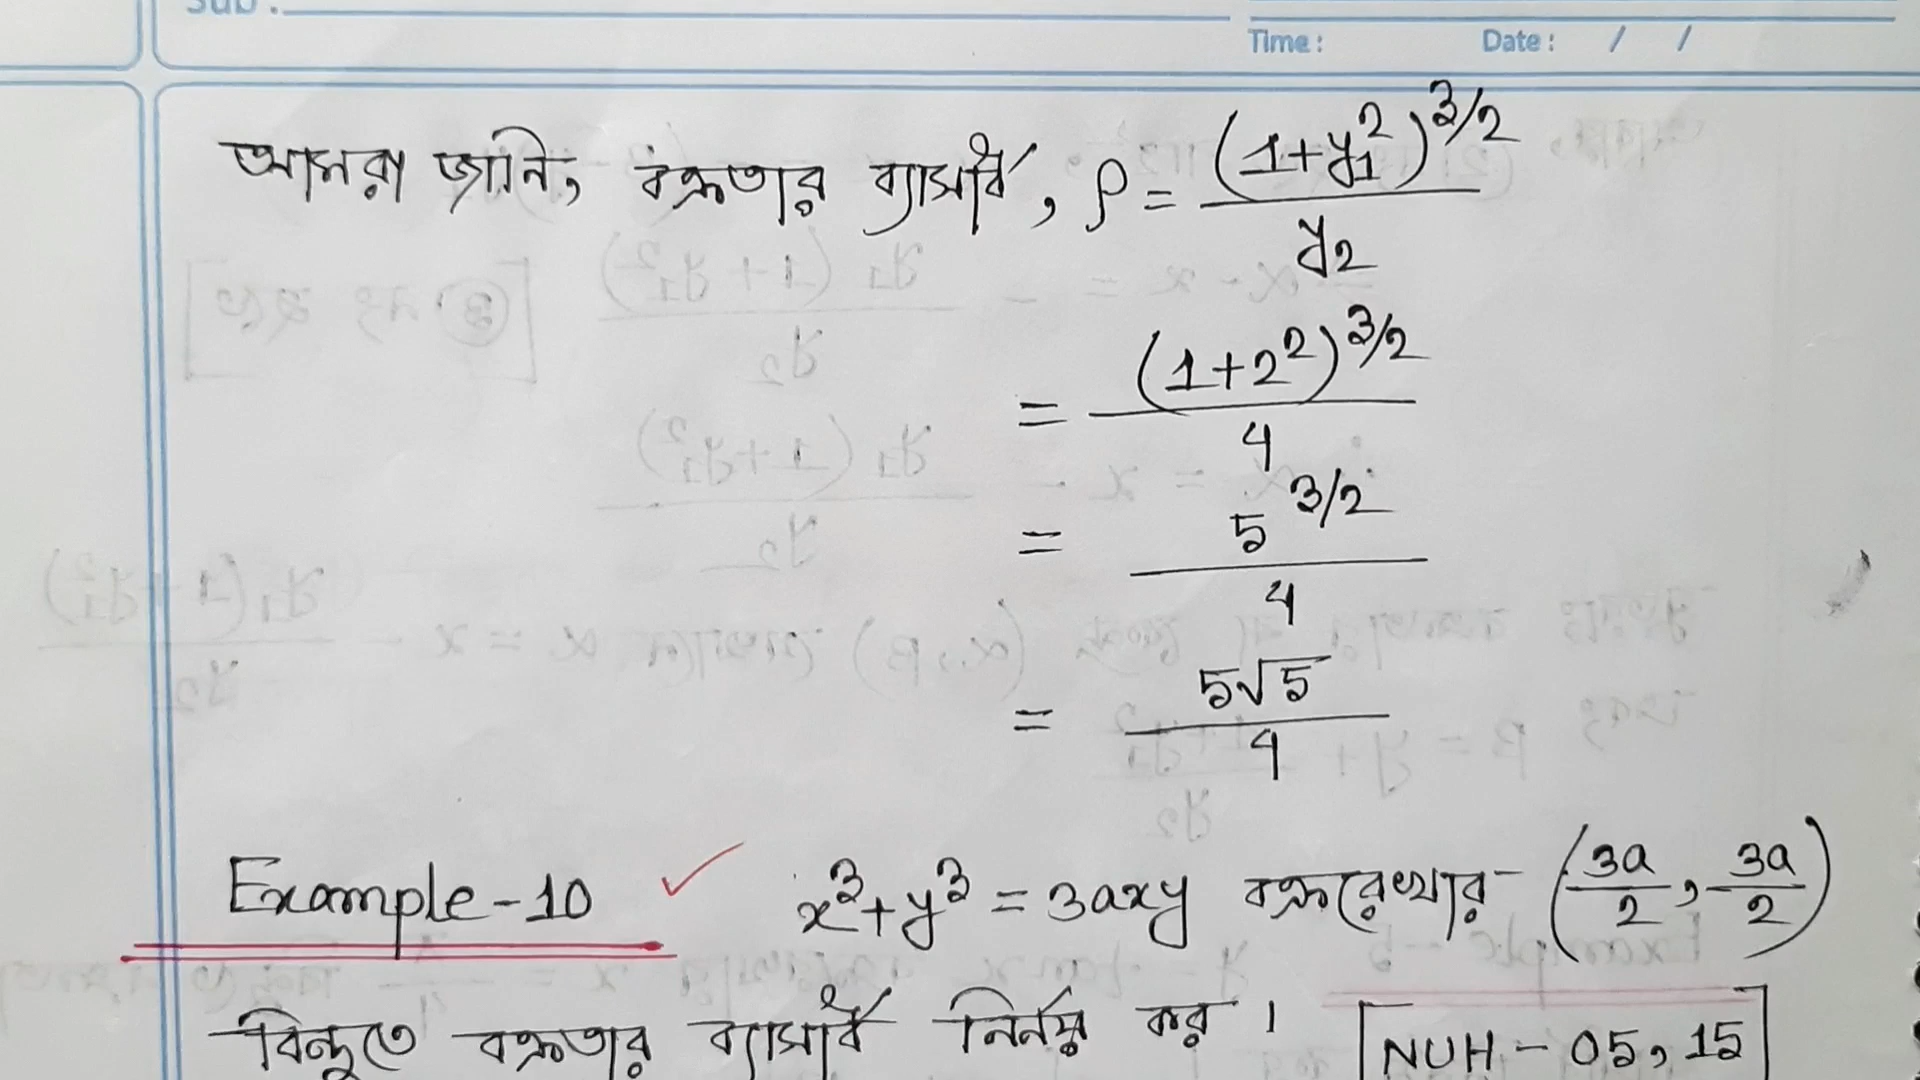 Sub :
Time : Date : / /
আমরা জানি, বক্রতার ব্যাসার্ধ, ρ = (1+y₁²)^3/2 / y₂
= (1+2²)^3/2 / 4
= 5^3/2 / 4
= 5√5 / 4
Example-10 ✓ x³+y³ = 3axy বক্ররেখার (3a/2, 3a/2)
বিন্দুতে বক্রতার ব্যাসার্ধ নির্নয় কর । [NUH - 05, 15]